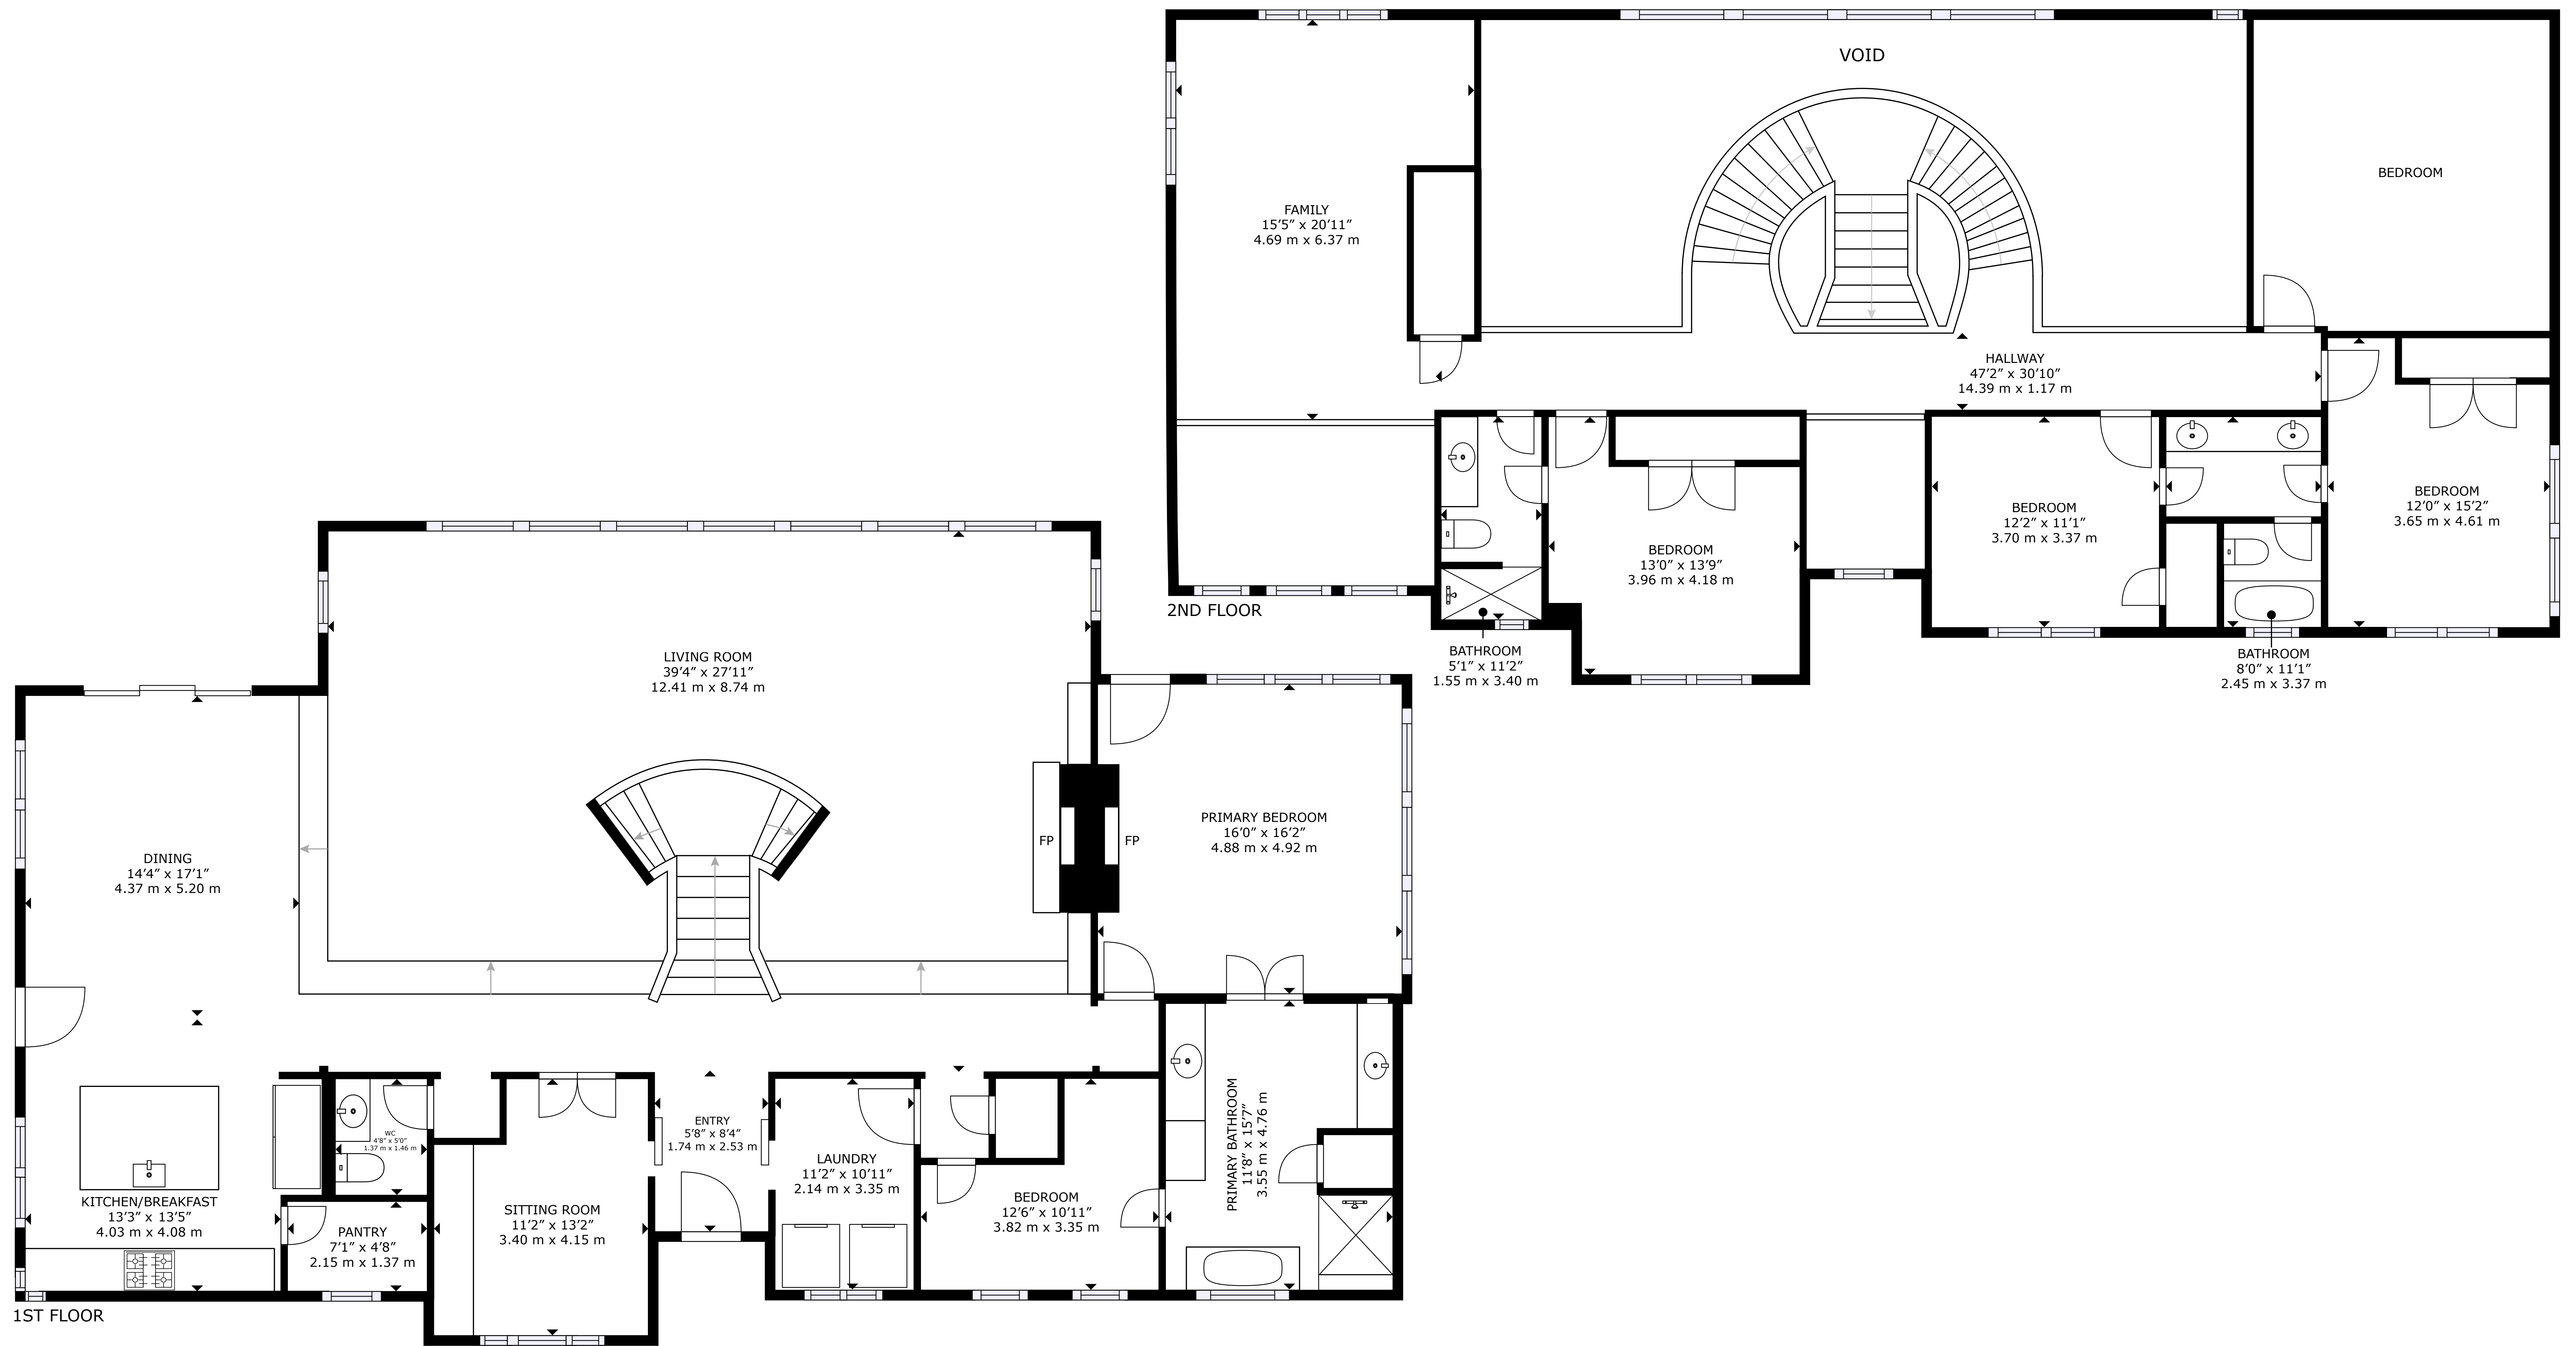 VOID
BEDROOM
FAMILY
15'5" x 20'11"
4.69 m x 6.37 m
HALLWAY
47'2" x 30'10"
14.39 m x 1.17 m
BEDROOM
12'0" x 15'2"
3.65 m x 4.61 m
BEDROOM
12'2" x 11'1"
3.70 m x 3.37 m
BEDROOM
13'0" x 13'9"
3.96 m x 4.18 m
2ND FLOOR
BATHROOM
5'1" x 11'2"
1.55 m x 3.40 m
BATHROOM
8'0" x 11'1"
2.45 m x 3.37 m
LIVING ROOM
39'4" x 27'11"
12.41 m x 8.74 m
PRIMARY BEDROOM
16'0" x 16'2"
4.88 m x 4.92 m
FP
FP
DINING
14'4" x 17'1"
4.37 m x 5.20 m
ENTRY
5'8" x 8'4"
1.74 m x 2.53 m
WC
4'8" x 5'0"
1.37 m x 1.46 m
LAUNDRY
11'2" x 10'11"
2.14 m x 3.35 m
PRIMARY BATHROOM
11'8" x 15'7"
3.55 m x 4.76 m
KITCHEN/BREAKFAST
13'3" x 13'5"
4.03 m x 4.08 m
SITTING ROOM
11'2" x 13'2"
3.40 m x 4.15 m
BEDROOM
12'6" x 10'11"
3.82 m x 3.35 m
PANTRY
7'1" x 4'8"
2.15 m x 1.37 m
1ST FLOOR